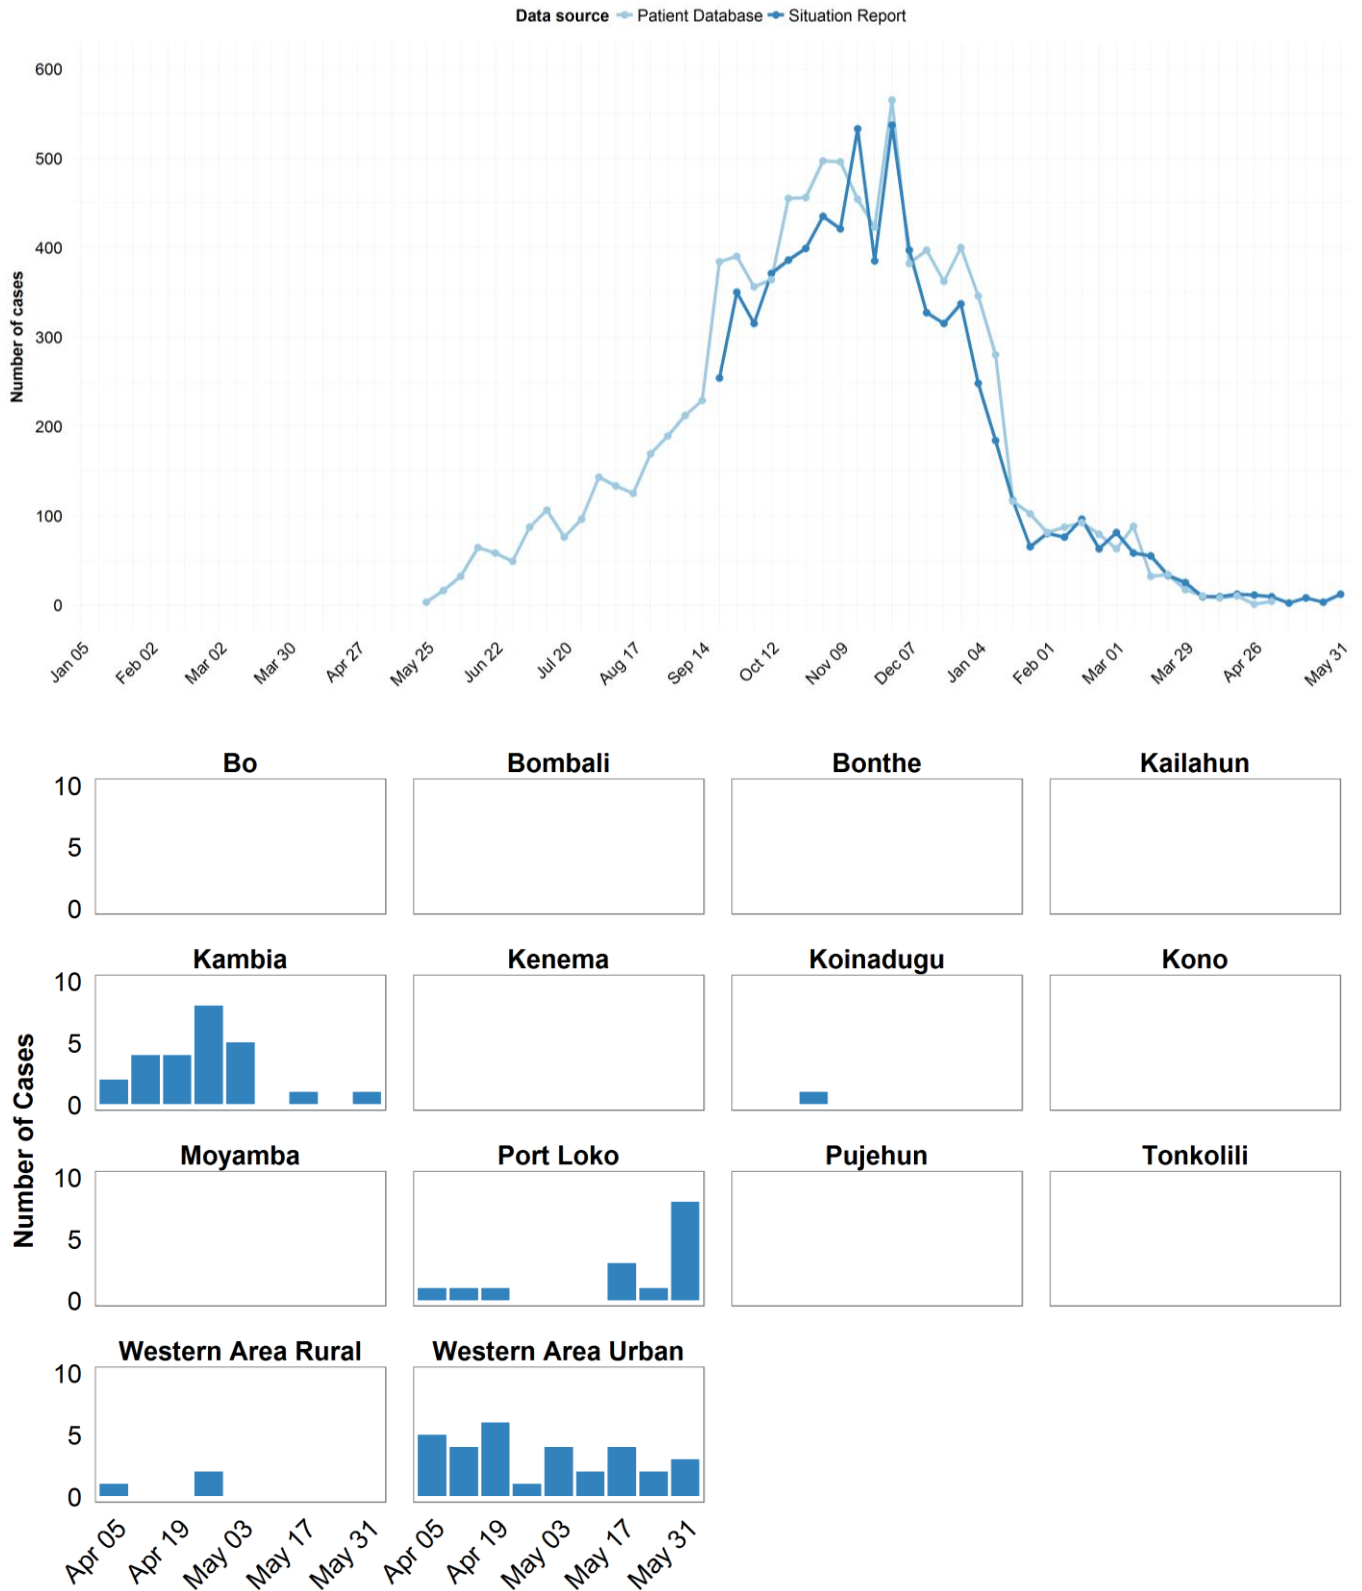 Data source Patient Database Situation Report
600
500
400
300
200
100
0
Number of cases
Jan 05 Feb 02 Mar 02 Mar 30 Apr 27 May 25 Jun 22 Jul 20 Aug 17 Sep 14 Oct 12 Nov 09 Dec 07 Jan 04 Feb 01 Mar 01 Mar 29 Apr 26 May 31
Bo Bombali Bonthe Kailahun
10
5
0
Kambia Kenema Koinadugu Kono
10
5
0
Number of Cases
Moyamba Port Loko Pujehun Tonkolili
10
5
0
Western Area Rural Western Area Urban
10
5
0
Apr 05 Apr 19 May 03 May 17 May 31 Apr 05 Apr 19 May 03 May 17 May 31